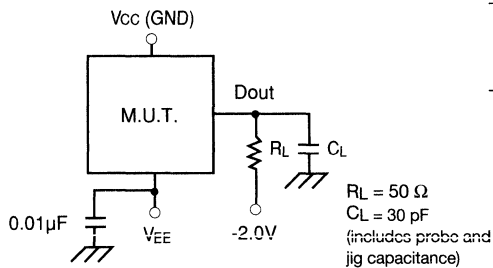 Vcc (GND)
Dout
M.U.T.
RL
CL
0.01µF
VEE
-2.0V
RL = 50 Ω
CL = 30 pF
(includes probe and
jig capacitance)